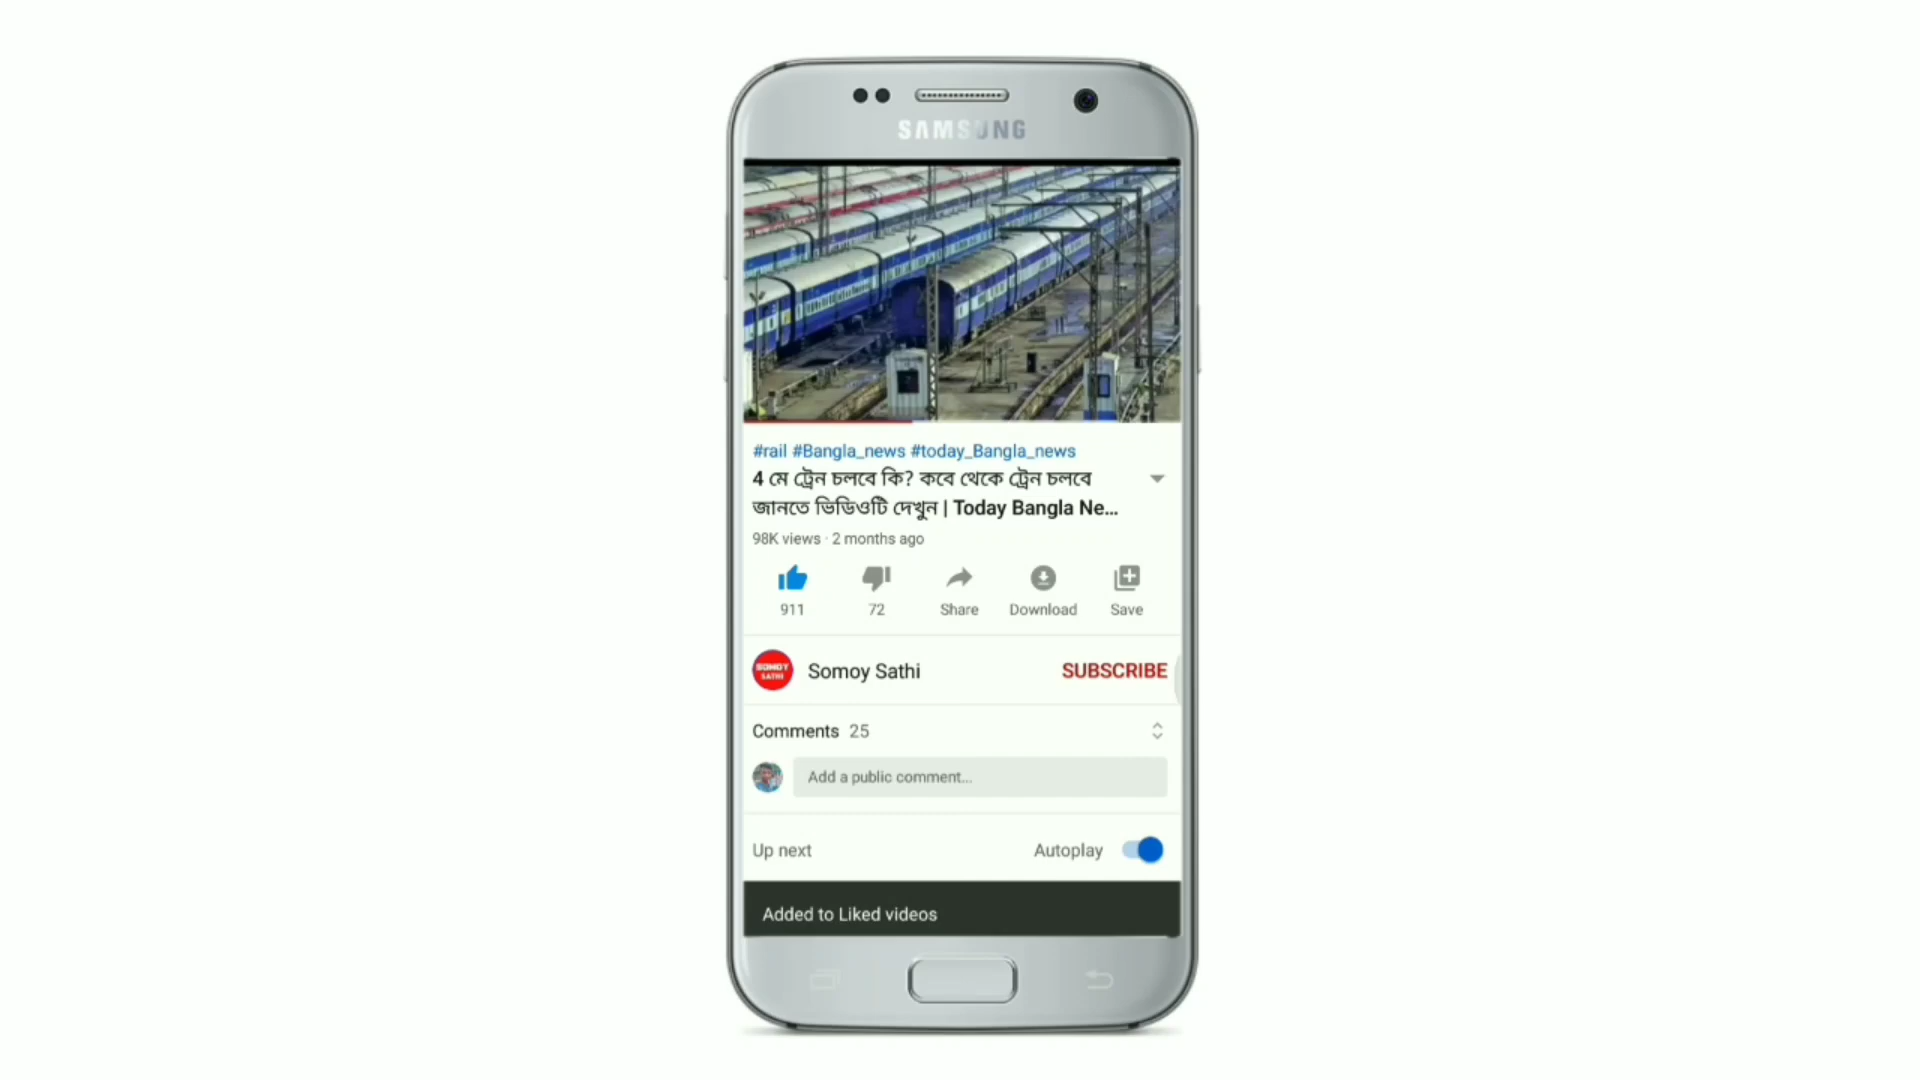 SAMSUNG
#rail #Bangla_news #today_Bangla_news
4 মে ট্রেন চলবে কি? কবে থেকে ট্রেন চলবে
জানতে ভিডিওটি দেখুন | Today Bangla Ne...
98K views · 2 months ago
911 72 Share Download Save
SOMOY
SATHI
Somoy Sathi SUBSCRIBE
Comments 25
Add a public comment...
Up next Autoplay
Added to Liked videos